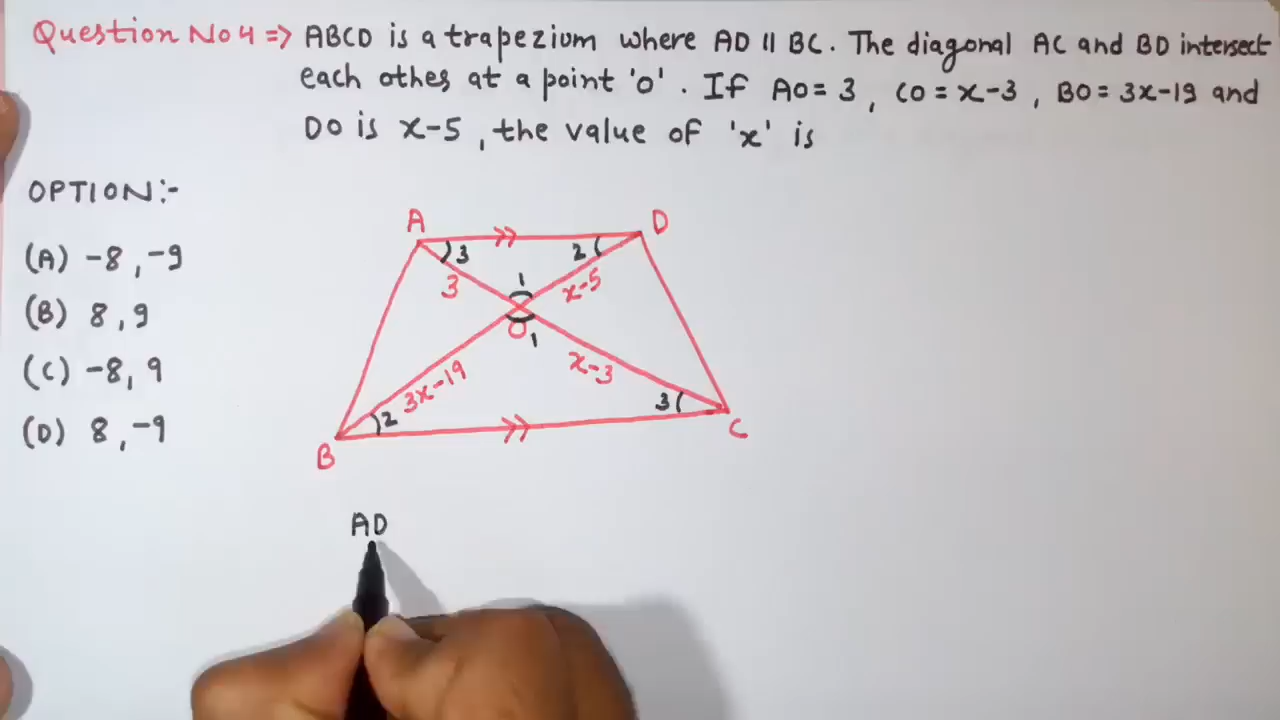 Question No 4 => ABCD is a trapezium where AD || BC. The diagonal AC and BD intersect
each othes at a point 'O'. If AO = 3, CO = x-3, BO = 3x-19 and
DO is x-5, the value of 'x' is
OPTION:-
(A) -8, -9
(B) 8, 9
(C) -8, 9
(D) 8, -9
A
D
3
2
3
1
x-5
O
1
3x-19
x-3
2
3
B
C
AD